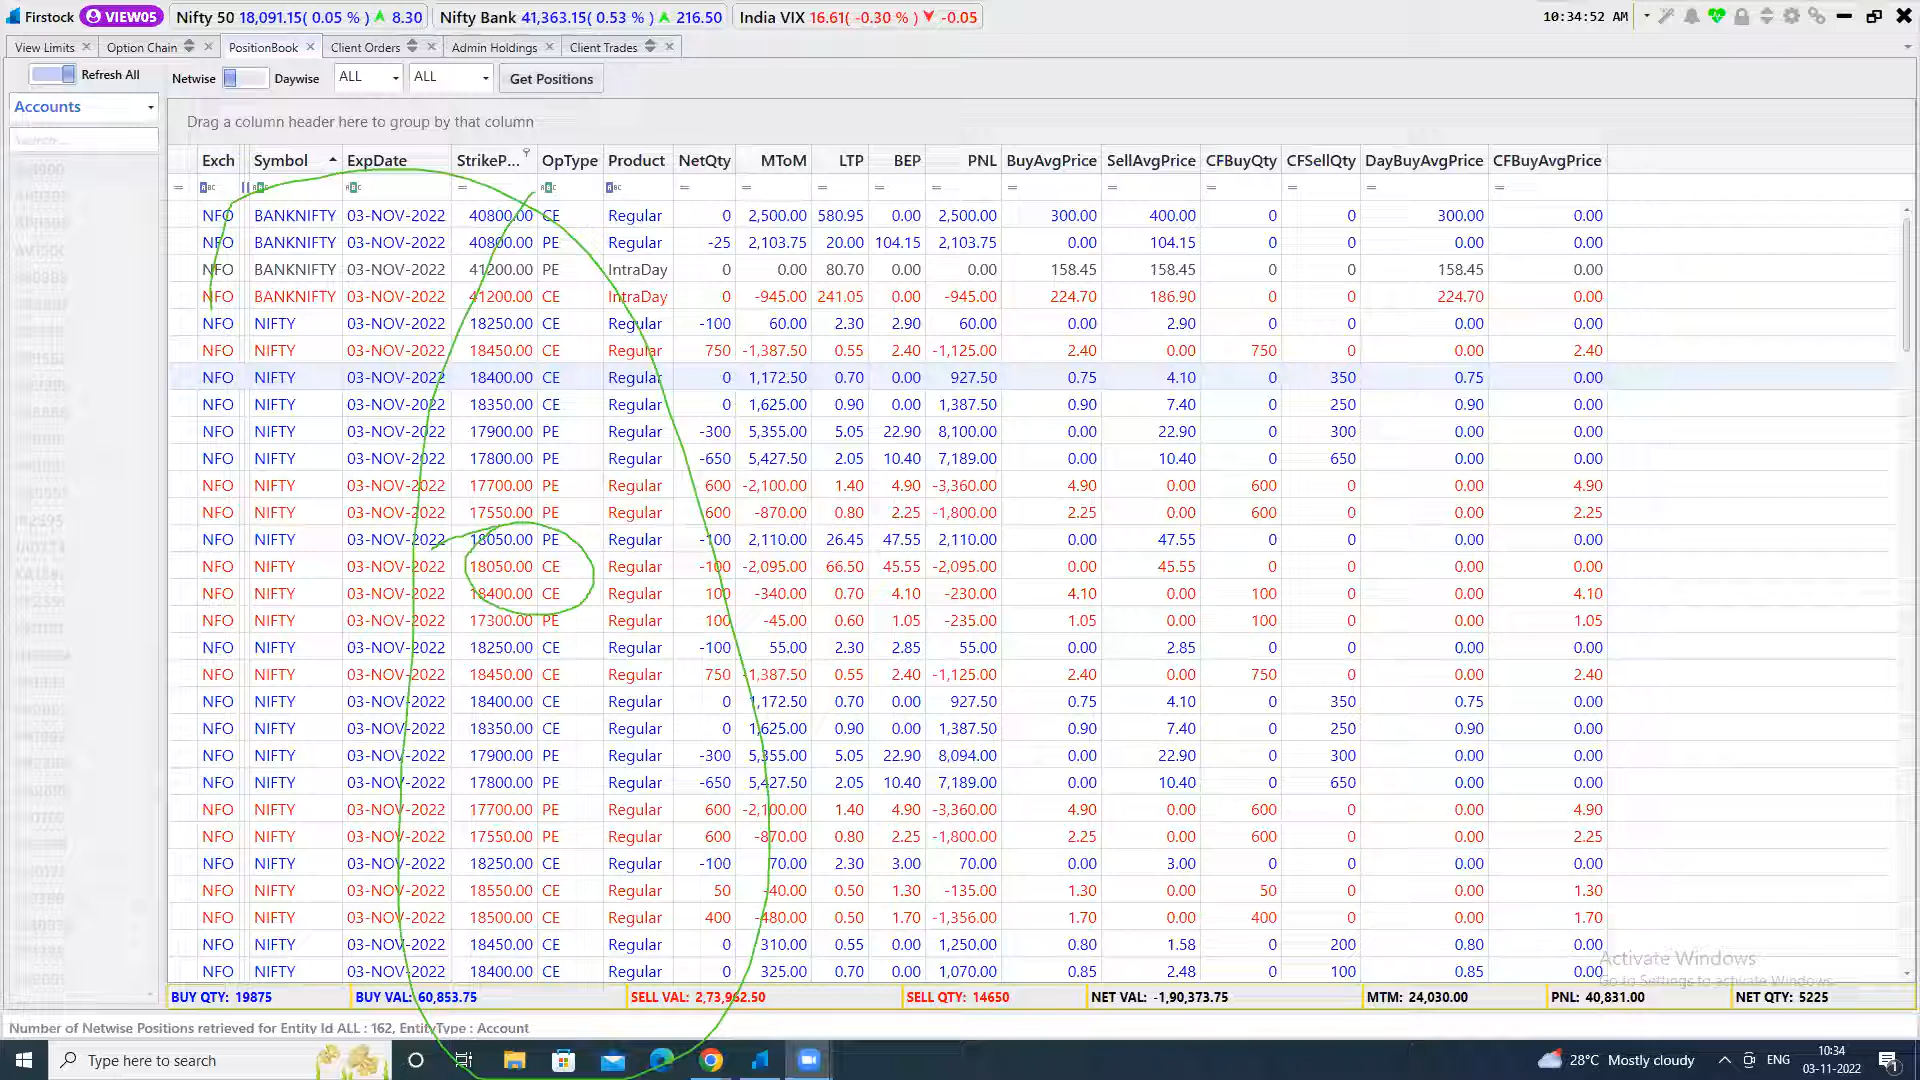 Firstock VIEW05 Nifty 50 18,091.15( 0.05 % ) 8.30 Nifty Bank 41,363.15( 0.53 % ) 216.50 India VIX 16.61( -0.30 % ) -0.05 10:34:52 AM
View Limits Option Chain PositionBook Client Orders Admin Holdings Client Trades
Refresh All Netwise Daywise ALL ALL Get Positions
Accounts
Drag a column header here to group by that column
Exch Symbol ExpDate StrikeP... OpType Product NetQty MToM LTP BEP PNL BuyAvgPrice SellAvgPrice CFBuyQty CFSellQty DayBuyAvgPrice CFBuyAvgPrice
NFO BANKNIFTY 03-NOV-2022 40800.00 CE Regular 0 2,500.00 580.95 0.00 2,500.00 300.00 400.00 0 0 300.00 0.00
NFO BANKNIFTY 03-NOV-2022 40800.00 PE Regular -25 2,103.75 20.00 104.15 2,103.75 0.00 104.15 0 0 0.00 0.00
NFO BANKNIFTY 03-NOV-2022 41200.00 PE IntraDay 0 0.00 80.70 0.00 0.00 158.45 158.45 0 0 158.45 0.00
NFO BANKNIFTY 03-NOV-2022 41200.00 CE IntraDay 0 -945.00 241.05 0.00 -945.00 224.70 186.90 0 0 224.70 0.00
NFO NIFTY 03-NOV-2022 18250.00 CE Regular -100 60.00 2.30 2.90 60.00 0.00 2.90 0 0 0.00 0.00
NFO NIFTY 03-NOV-2022 18450.00 CE Regular 750 -1,387.50 0.55 2.40 -1,125.00 2.40 0.00 750 0 0.00 2.40
NFO NIFTY 03-NOV-2022 18400.00 CE Regular 0 1,172.50 0.70 0.00 927.50 0.75 4.10 0 350 0.75 0.00
NFO NIFTY 03-NOV-2022 18350.00 CE Regular 0 1,625.00 0.90 0.00 1,387.50 0.90 7.40 0 250 0.90 0.00
NFO NIFTY 03-NOV-2022 17900.00 PE Regular -300 5,355.00 5.05 22.90 8,100.00 0.00 22.90 0 300 0.00 0.00
NFO NIFTY 03-NOV-2022 17800.00 PE Regular -650 5,427.50 2.05 10.40 7,189.00 0.00 10.40 0 650 0.00 0.00
NFO NIFTY 03-NOV-2022 17700.00 PE Regular 600 -2,100.00 1.40 4.90 -3,360.00 4.90 0.00 600 0 0.00 4.90
NFO NIFTY 03-NOV-2022 17550.00 PE Regular 600 -870.00 0.80 2.25 -1,800.00 2.25 0.00 600 0 0.00 2.25
NFO NIFTY 03-NOV-2022 18050.00 PE Regular -100 2,110.00 26.45 47.55 2,110.00 0.00 47.55 0 0 0.00 0.00
NFO NIFTY 03-NOV-2022 18050.00 CE Regular -100 -2,095.00 66.50 45.55 -2,095.00 0.00 45.55 0 0 0.00 0.00
NFO NIFTY 03-NOV-2022 18400.00 CE Regular 100 -340.00 0.70 4.10 -230.00 4.10 0.00 100 0 0.00 4.10
NFO NIFTY 03-NOV-2022 17300.00 PE Regular 100 -45.00 0.60 1.05 -235.00 1.05 0.00 100 0 0.00 1.05
NFO NIFTY 03-NOV-2022 18250.00 CE Regular -100 55.00 2.30 2.85 55.00 0.00 2.85 0 0 0.00 0.00
NFO NIFTY 03-NOV-2022 18450.00 CE Regular 750 -1,387.50 0.55 2.40 -1,125.00 2.40 0.00 750 0 0.00 2.40
NFO NIFTY 03-NOV-2022 18400.00 CE Regular 0 1,172.50 0.70 0.00 927.50 0.75 4.10 0 350 0.75 0.00
NFO NIFTY 03-NOV-2022 18350.00 CE Regular 0 1,625.00 0.90 0.00 1,387.50 0.90 7.40 0 250 0.90 0.00
NFO NIFTY 03-NOV-2022 17900.00 PE Regular -300 5,355.00 5.05 22.90 8,094.00 0.00 22.90 0 300 0.00 0.00
NFO NIFTY 03-NOV-2022 17800.00 PE Regular -650 5,427.50 2.05 10.40 7,189.00 0.00 10.40 0 650 0.00 0.00
NFO NIFTY 03-NOV-2022 17700.00 PE Regular 600 -2,100.00 1.40 4.90 -3,360.00 4.90 0.00 600 0 0.00 4.90
NFO NIFTY 03-NOV-2022 17550.00 PE Regular 600 -870.00 0.80 2.25 -1,800.00 2.25 0.00 600 0 0.00 2.25
NFO NIFTY 03-NOV-2022 18250.00 CE Regular -100 70.00 2.30 3.00 70.00 0.00 3.00 0 0 0.00 0.00
NFO NIFTY 03-NOV-2022 18550.00 CE Regular 50 -40.00 0.50 1.30 -135.00 1.30 0.00 50 0 0.00 1.30
NFO NIFTY 03-NOV-2022 18500.00 CE Regular 400 -480.00 0.50 1.70 -1,356.00 1.70 0.00 400 0 0.00 1.70
NFO NIFTY 03-NOV-2022 18450.00 CE Regular 0 310.00 0.55 0.00 1,250.00 0.80 1.58 0 200 0.80 0.00
NFO NIFTY 03-NOV-2022 18400.00 CE Regular 0 325.00 0.70 0.00 1,070.00 0.85 2.48 0 100 0.85 0.00
Activate Windows
Go to Settings to activate Windows.
BUY QTY: 19875 BUY VAL: 60,853.75 SELL VAL: 2,73,962.50 SELL QTY: 14650 NET VAL: -1,90,373.75 MTM: 24,030.00 PNL: 40,831.00 NET QTY: 5225
Number of Netwise Positions retrieved for Entity Id ALL : 162, EntityType : Account
Type here to search 28°C Mostly cloudy ENG 10:34
03-11-2022 1